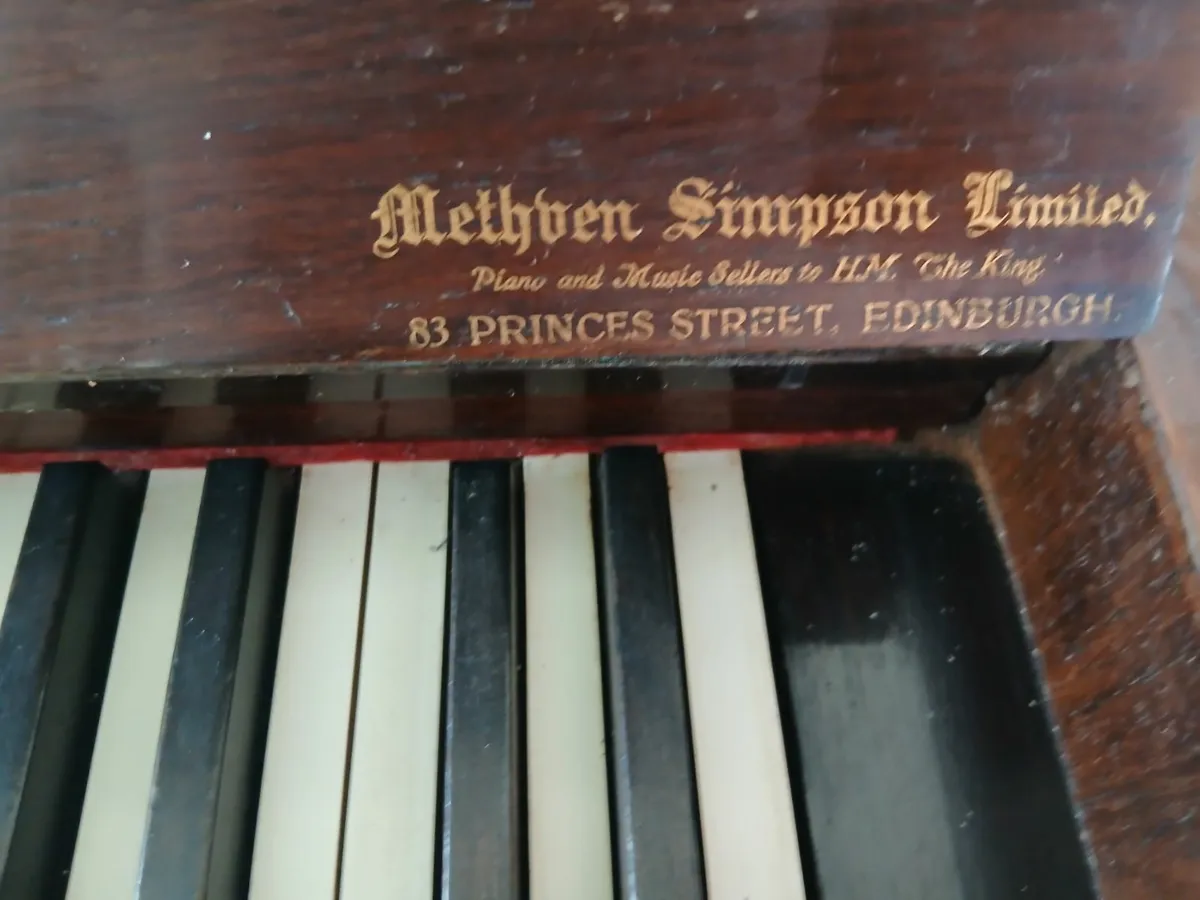 Methven Simpson Limited,
Piano and Music Sellers to H.M. The King.
83 PRINCES STREET, EDINBURGH.